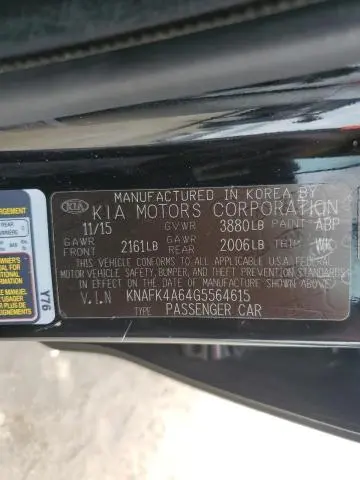 MANUFACTURED IN KOREA BY
KIA KIA MOTORS CORPORATION
11/15 GVWR 3880LB PAINT ABP
GAWR FRONT 2161LB GAWR REAR 2006LB TRIM WK
THIS VEHICLE CONFORMS TO ALL APPLICABLE U.S.A FEDERAL
MOTOR VEHICLE SAFETY, BUMPER, AND THEFT PREVENTION STANDARDS
IN EFFECT ON THE DATE OF MANUFACTURE SHOWN ABOVE.
V.I.N KNAFK4A64G5564615
TYPE PASSENGER CAR
Y76